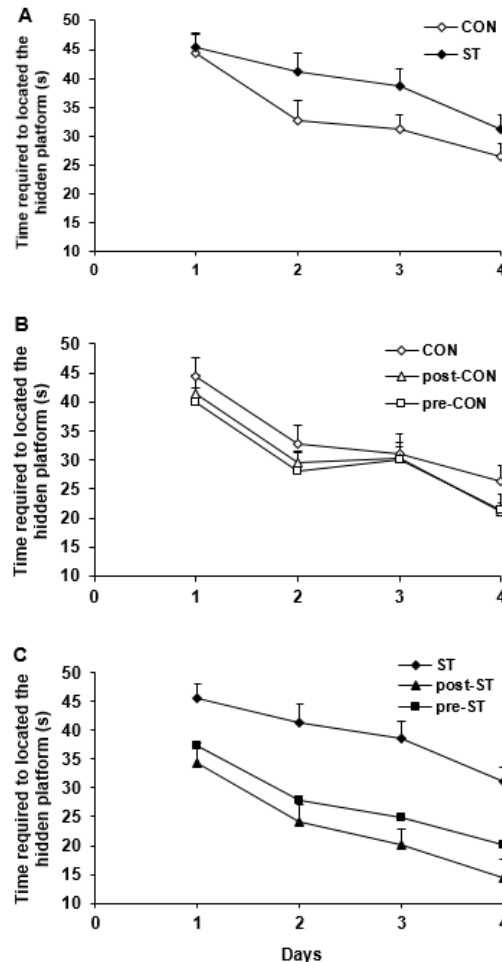 A
Time required to located the
hidden platform (s)
50
45
40
35
30
25
20
15
10
0
1
2
3
4
CON
ST
B
Time required to located the
hidden platform (s)
50
45
40
35
30
25
20
15
10
0
1
2
3
4
CON
post-CON
pre-CON
C
Time required to located the
hidden platform (s)
50
45
40
35
30
25
20
15
10
0
1
2
3
4
ST
post-ST
pre-ST
Days